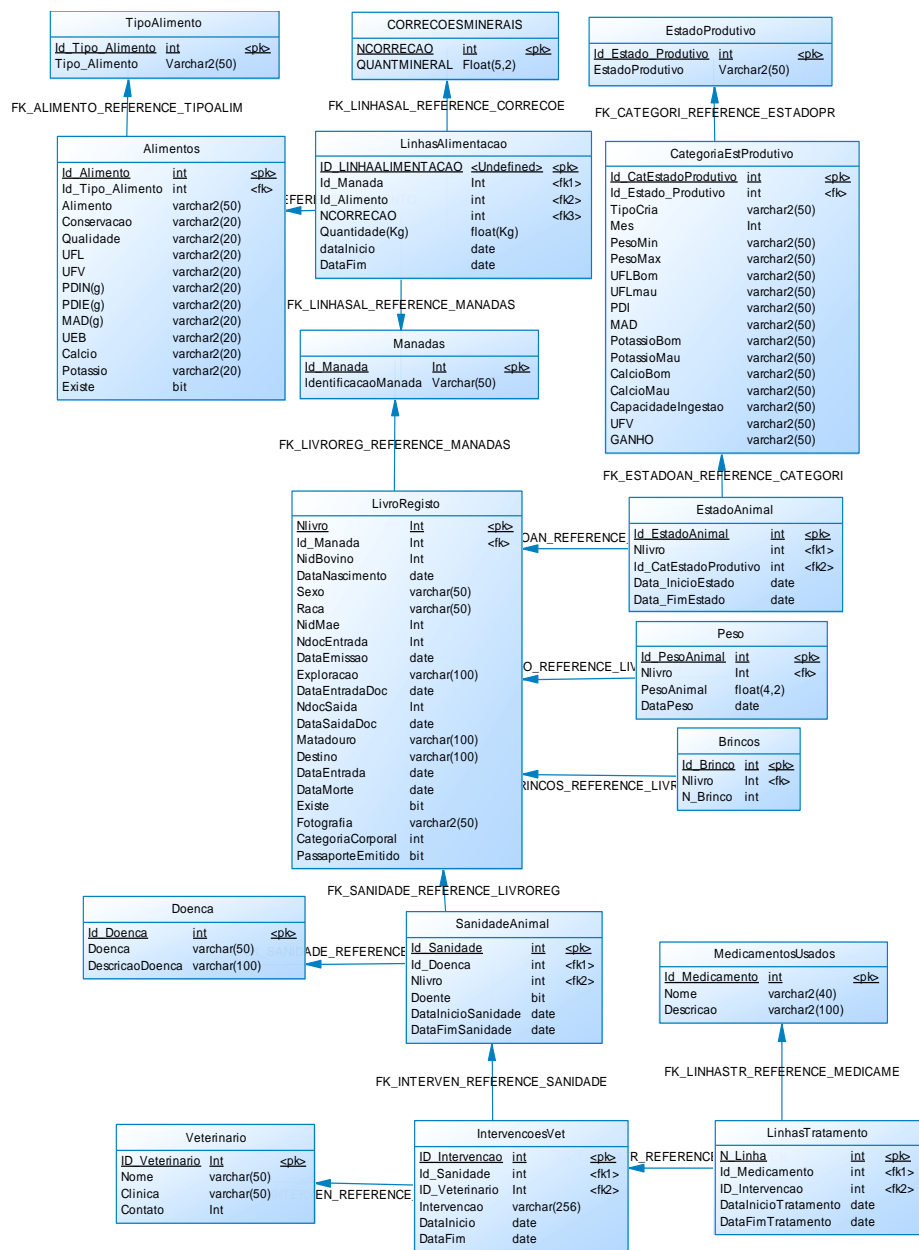 TipoAlimento
Id_Tipo_Alimento int <pk>
Tipo_Alimento Varchar2(50)
CORRECOESMINERAIS
NCORRECAO int <pk>
QUANTMINERAL Float(5,2)
EstadoProdutivo
Id_Estado_Produtivo int <pk>
EstadoProdutivo Varchar2(50)
FK_ALIMENTO_REFERENCE_TIPOALIM
FK_LINHASAL_REFERENCE_CORRECOE
FK_CATEGORI_REFERENCE_ESTADOPR
Alimentos
Id_Alimento int <pk>
Id_Tipo_Alimento int <fk>
Alimento varchar2(50)
Conservacao varchar2(20)
Qualidade varchar2(20)
UFL varchar2(20)
UFV varchar2(20)
PDIN(g) varchar2(20)
PDIE(g) varchar2(20)
MAD(g) varchar2(20)
UEB varchar2(20)
Calcio varchar2(20)
Potassio varchar2(20)
Existe bit
LinhasAlimentacao
ID_LINHAALIMENTACAO <Undefined> <pk>
Id_Manada Int <fk1>
Id_Alimento int <fk2>
NCORRECAO int <fk3>
Quantidade(Kg) float(Kg)
dataInicio date
DataFim date
CategoriaEstProdutivo
Id_CatEstadoProdutivo int <pk>
Id_Estado_Produtivo int <fk>
TipoCria varchar2(50)
Mes Int
PesoMin varchar2(50)
PesoMax varchar2(50)
UFLBom varchar2(50)
UFLmau varchar2(50)
PDI varchar2(50)
MAD varchar2(50)
PotassioBom varchar2(50)
PotassioMau varchar2(50)
CalcioBom varchar2(50)
CalcioMau varchar2(50)
CapacidadeIngestao varchar2(50)
UFV varchar2(50)
GANHO varchar2(50)
FK_LINHASAL_REFERENCE_MANADAS
Manadas
Id_Manada Int <pk>
IdentificacaoManada Varchar(50)
FK_LIVROREG_REFERENCE_MANADAS
FK_ESTADOAN_REFERENCE_CATEGORI
LivroRegisto
Nlivro Int <pk>
Id_Manada Int <fk>
NidBovino Int
DataNascimento date
Sexo varchar(50)
Raca varchar(50)
NidMae Int
NdocEntrada Int
DataEmissao date
Exploracao varchar(100)
DataEntradaDoc date
NdocSaida Int
DataSaidaDoc date
Matadouro varchar(100)
Destino varchar(100)
DataEntrada date
DataMorte date
Existe bit
Fotografia varchar2(50)
CategoriaCorporal int
PassaporteEmitido bit
OAN_REFERENCE_
EstadoAnimal
Id_EstadoAnimal int <pk>
Nlivro int <fk1>
Id_CatEstadoProdutivo int <fk2>
Data_InicioEstado date
Data_FimEstado date
O_REFERENCE_LIV
Peso
Id_PesoAnimal int <pk>
Nlivro Int <fk>
PesoAnimal float(4,2)
DataPeso date
RINCOS_REFERENCE_LIVR
Brincos
Id_Brinco int <pk>
Nlivro Int <fk>
N_Brinco int
FK_SANIDADE_REFERENCE_LIVROREG
Doenca
Id_Doenca int <pk>
Doenca varchar(50)
DescricaoDoenca varchar(100)
SanidadeAnimal
Id_Sanidade int <pk>
Id_Doenca int <fk1>
Nlivro int <fk2>
Doente bit
DataInicioSanidade date
DataFimSanidade date
MedicamentosUsados
Id_Medicamento int <pk>
Nome varchar2(40)
Descricao varchar2(100)
FK_INTERVEN_REFERENCE_SANIDADE
FK_LINHASTR_REFERENCE_MEDICAME
Veterinario
ID_Veterinario Int <pk>
Nome varchar(50)
Clinica varchar(50)
Contato Int
IntervencoesVet
ID_Intervencao int <pk>
Id_Sanidade int <fk1>
ID_Veterinario Int <fk2>
Intervencao varchar(256)
DataInicio date
DataFim date
R_REFERENCE
LinhasTratamento
N_Linha int <pk>
Id_Medicamento int <fk1>
ID_Intervencao int <fk2>
DataInicioTratamento date
DataFimTratamento date